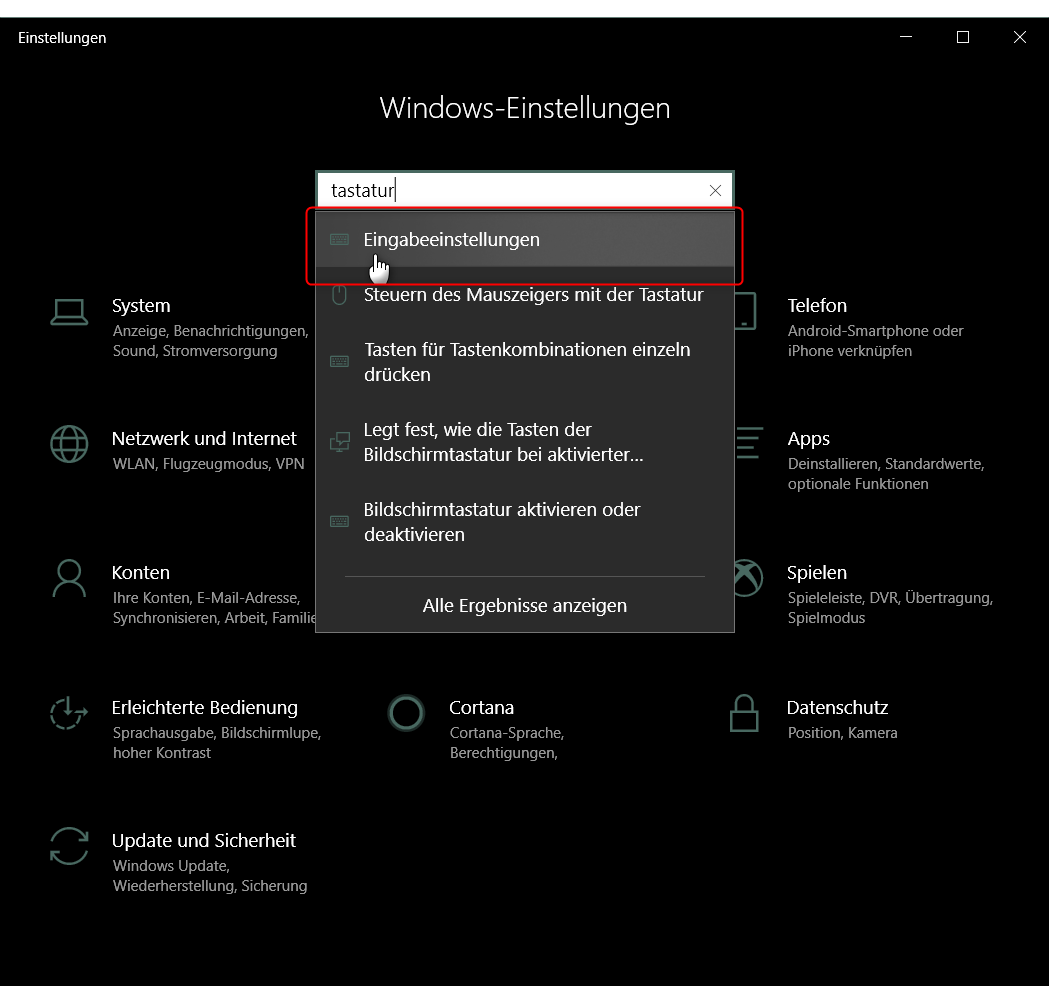 Einstellungen
Windows-Einstellungen
tastatur
Eingabeeinstellungen
Steuern des Mauszeigers mit der Tastatur
Tasten für Tastenkombinationen einzeln
drücken
Legt fest, wie die Tasten der
Bildschirmtastatur bei aktivierter...
Bildschirmtastatur aktivieren oder
deaktivieren
Alle Ergebnisse anzeigen
System
Anzeige, Benachrichtigungen,
Sound, Stromversorgung
Telefon
Android-Smartphone oder
iPhone verknüpfen
Netzwerk und Internet
WLAN, Flugzeugmodus, VPN
Apps
Deinstallieren, Standardwerte,
optionale Funktionen
Konten
Ihre Konten, E-Mail-Adresse,
Synchronisieren, Arbeit, Familie
Spielen
Spieleleiste, DVR, Übertragung,
Spielmodus
Erleichterte Bedienung
Sprachausgabe, Bildschirmlupe,
hoher Kontrast
Cortana
Cortana-Sprache,
Berechtigungen,
Datenschutz
Position, Kamera
Update und Sicherheit
Windows Update,
Wiederherstellung, Sicherung